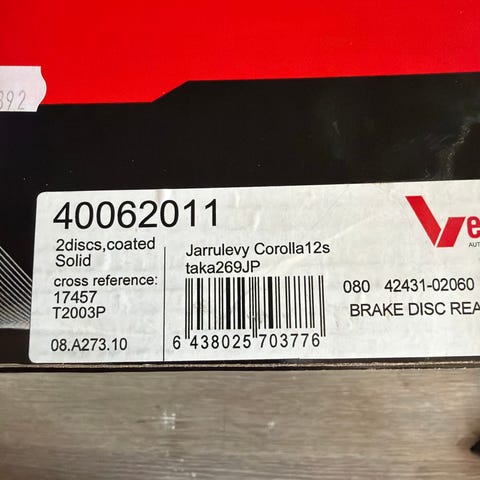 392
40062011
2discs,coated
Solid
cross reference:
17457
T2003P
08.A273.10
Jarrulevy Corolla12s
taka269JP
6 438025 703776
080 42431-02060
BRAKE DISC REA